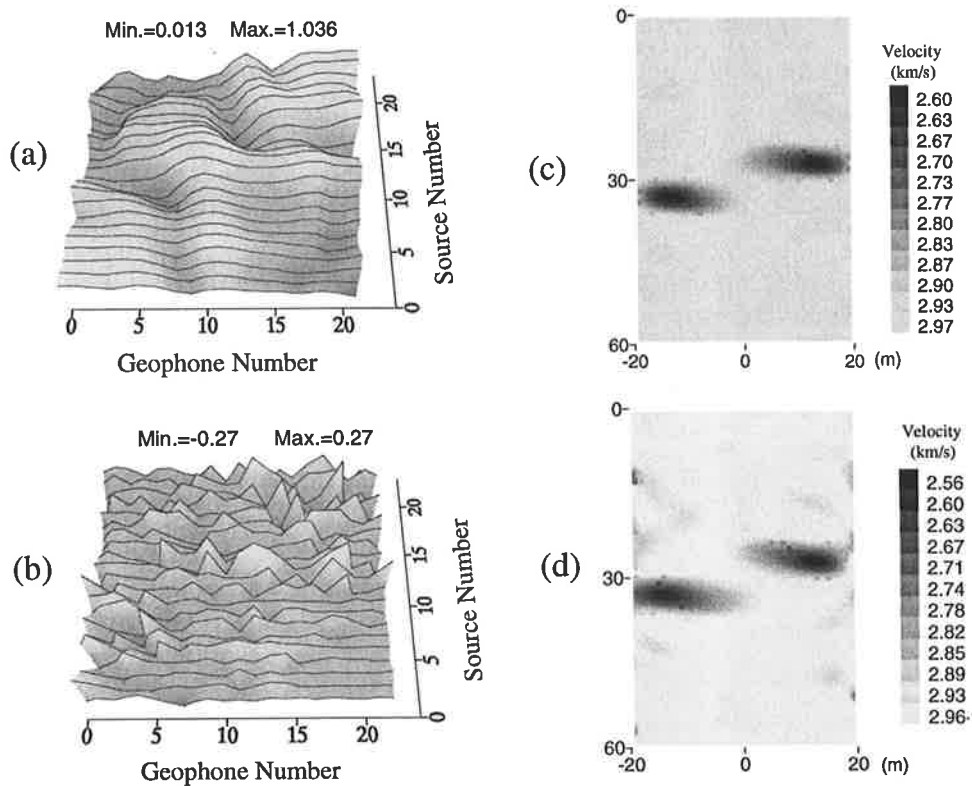 Min.=0.013 Max.=1.036
(a)
20
15
10
5
0
Source Number
0 5 10 15 20
Geophone Number
(c)
0
30
60
-20 0 20 (m)
Velocity
(km/s)
2.60
2.63
2.67
2.70
2.73
2.77
2.80
2.83
2.87
2.90
2.93
2.97
Min.=-0.27 Max.=0.27
(b)
20
15
10
5
0
Source Number
0 5 10 15 20
Geophone Number
(d)
0
30
60
-20 0 20 (m)
Velocity
(km/s)
2.56
2.60
2.63
2.67
2.71
2.74
2.78
2.82
2.85
2.89
2.93
2.96